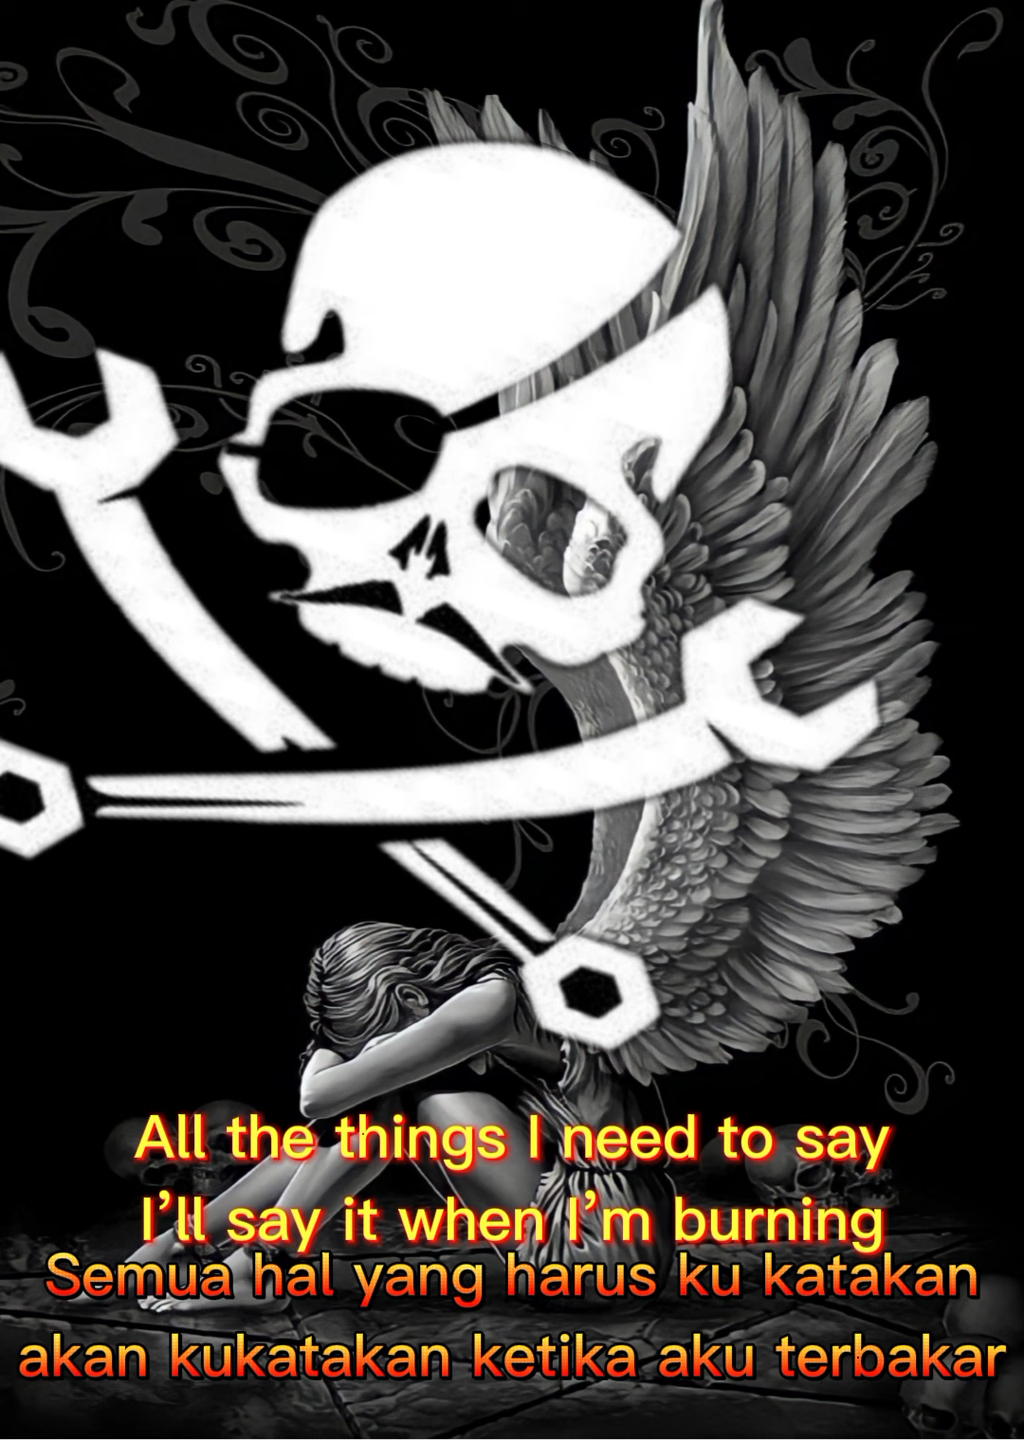 All the things I need to say
I'll say it when I'm burning
Semua hal yang harus ku katakan
akan kukatakan ketika aku terbakar